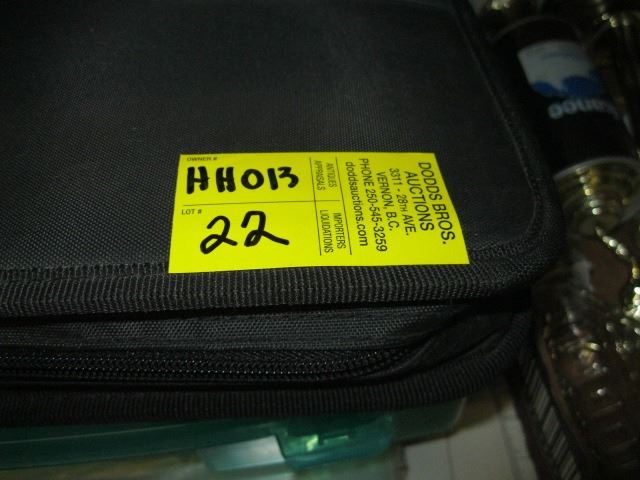 OWNER #
HH013
LOT #
22
ANTIQUES
APPRAISALS
IMPORTERS
LIQUIDATIONS
DODDS BROS.
AUCTIONS
3311 - 28TH AVE.
VERNON, B.C.
PHONE 250-545-3259
doddsauctions.com